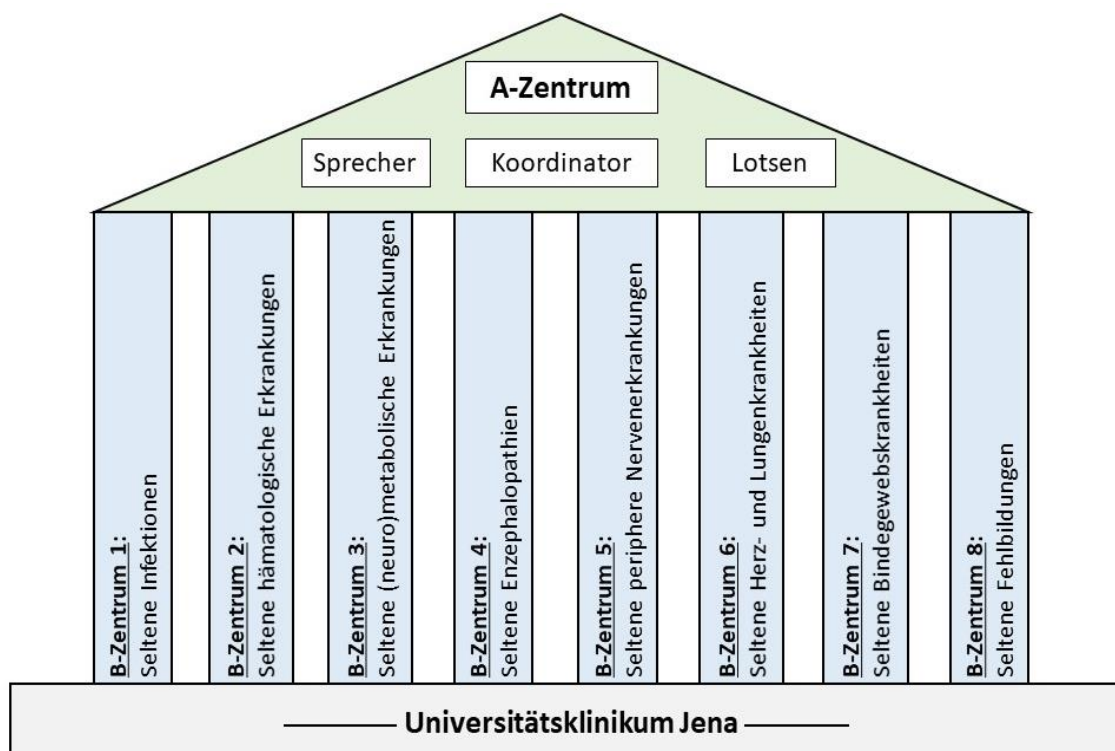 A-Zentrum
Sprecher
Koordinator
Lotsen
B-Zentrum 1:
Seltene Infektionen
B-Zentrum 2:
Seltene hämatologische Erkrankungen
B-Zentrum 3:
Seltene (neuro)metabolische Erkrankungen
B-Zentrum 4:
Seltene Enzephalopathien
B-Zentrum 5:
Seltene periphere Nervenerkrankungen
B-Zentrum 6:
Seltene Herz- und Lungenkrankheiten
B-Zentrum 7:
Seltene Bindegewebskrankheiten
B-Zentrum 8:
Seltene Fehlbildungen
Universitätsklinikum Jena